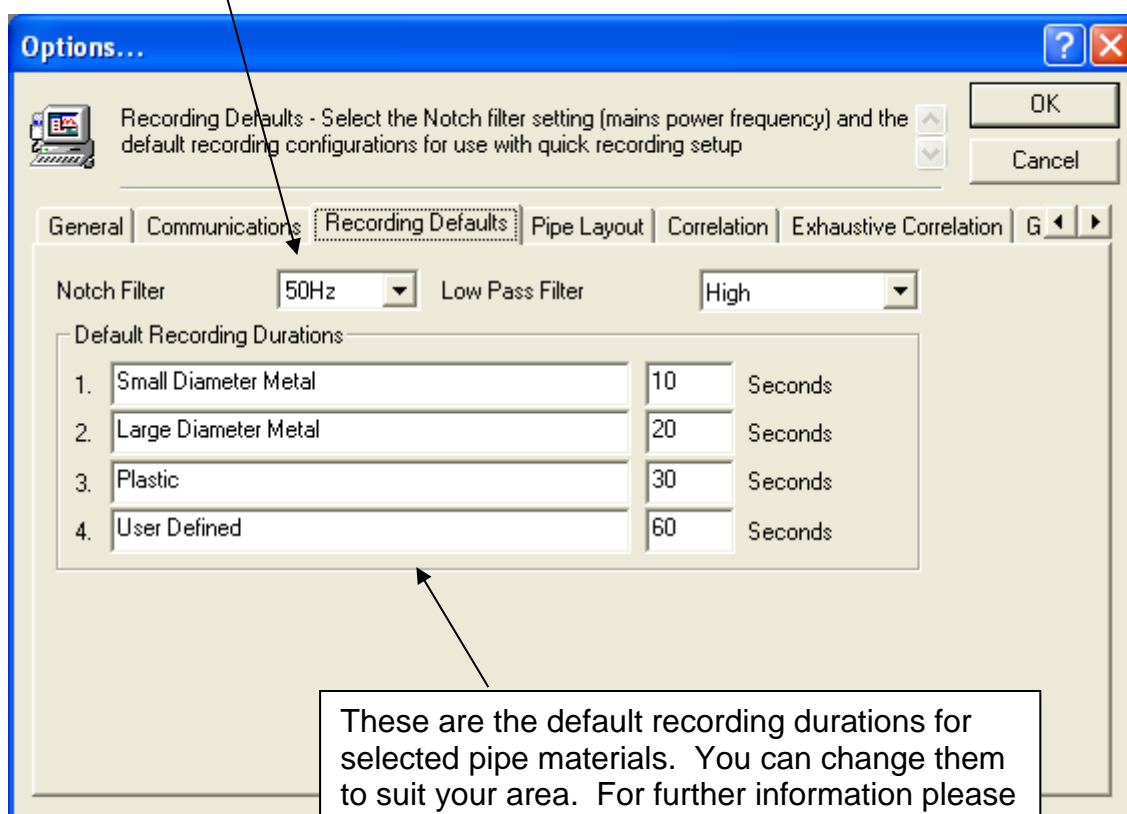 Options...
Recording Defaults - Select the Notch filter setting (mains power frequency) and the
default recording configurations for use with quick recording setup
OK
Cancel
General Communications Recording Defaults Pipe Layout Correlation Exhaustive Correlation G
Notch Filter 50Hz Low Pass Filter High
Default Recording Durations
1. Small Diameter Metal 10 Seconds
2. Large Diameter Metal 20 Seconds
3. Plastic 30 Seconds
4. User Defined 60 Seconds
These are the default recording durations for
selected pipe materials. You can change them
to suit your area. For further information please